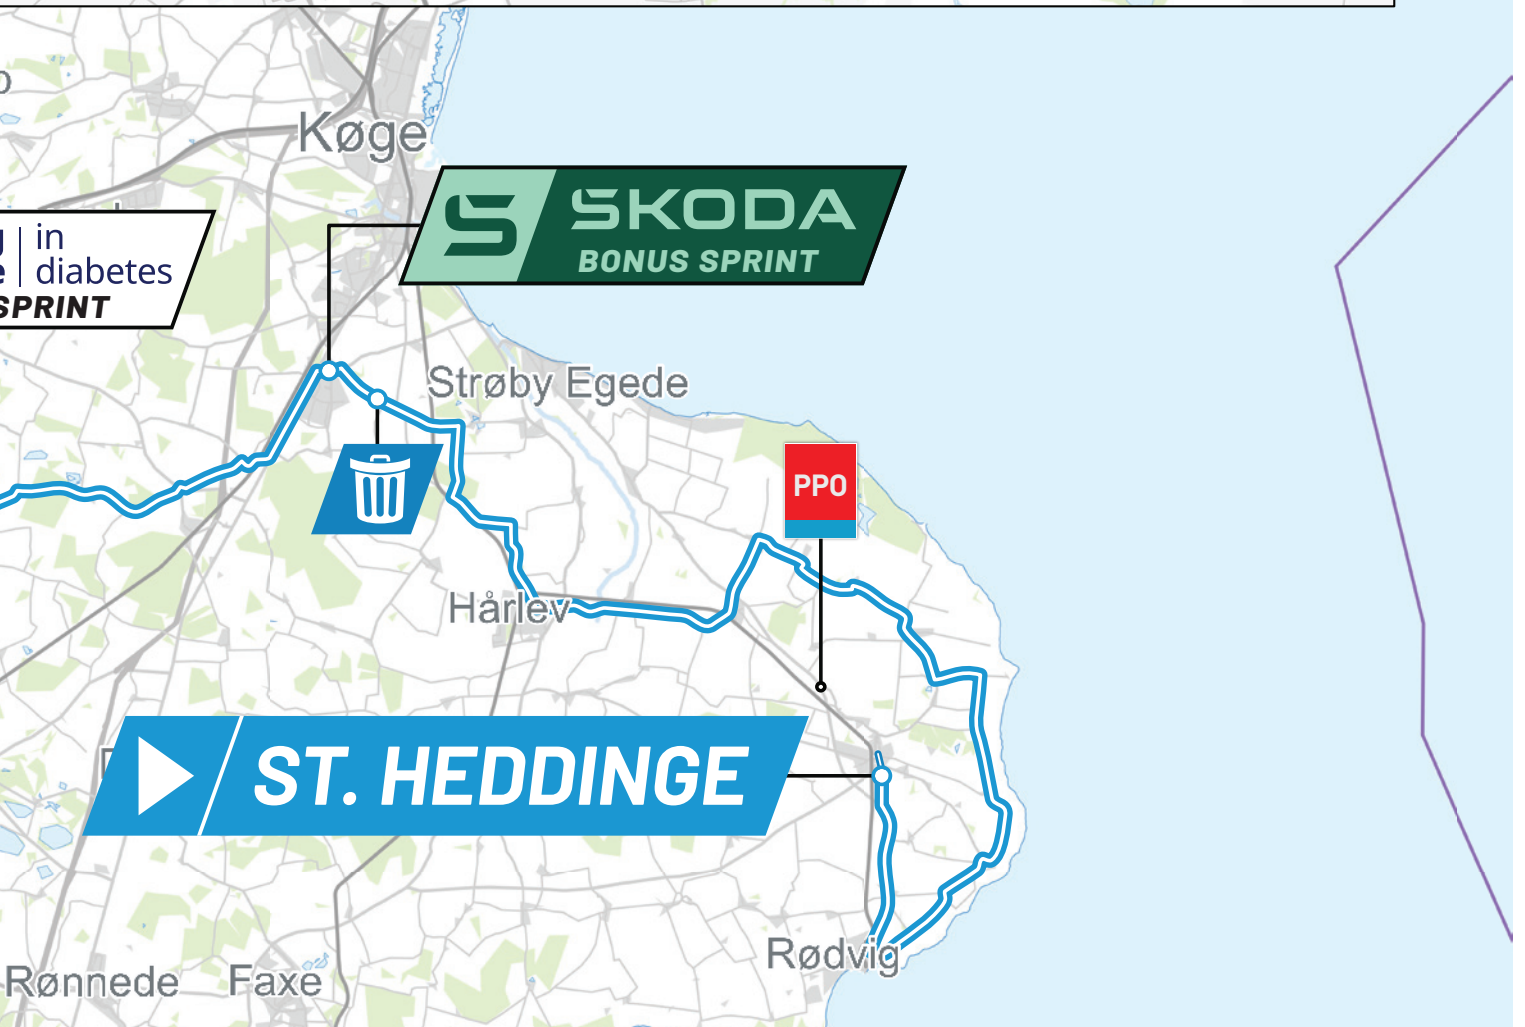 Køge
SKODA
BONUS SPRINT
in
diabetes
SPRINT
Strøby Egede
PPO
Hårlev
ST. HEDDINGE
Rødvig
Rønnede
Faxe